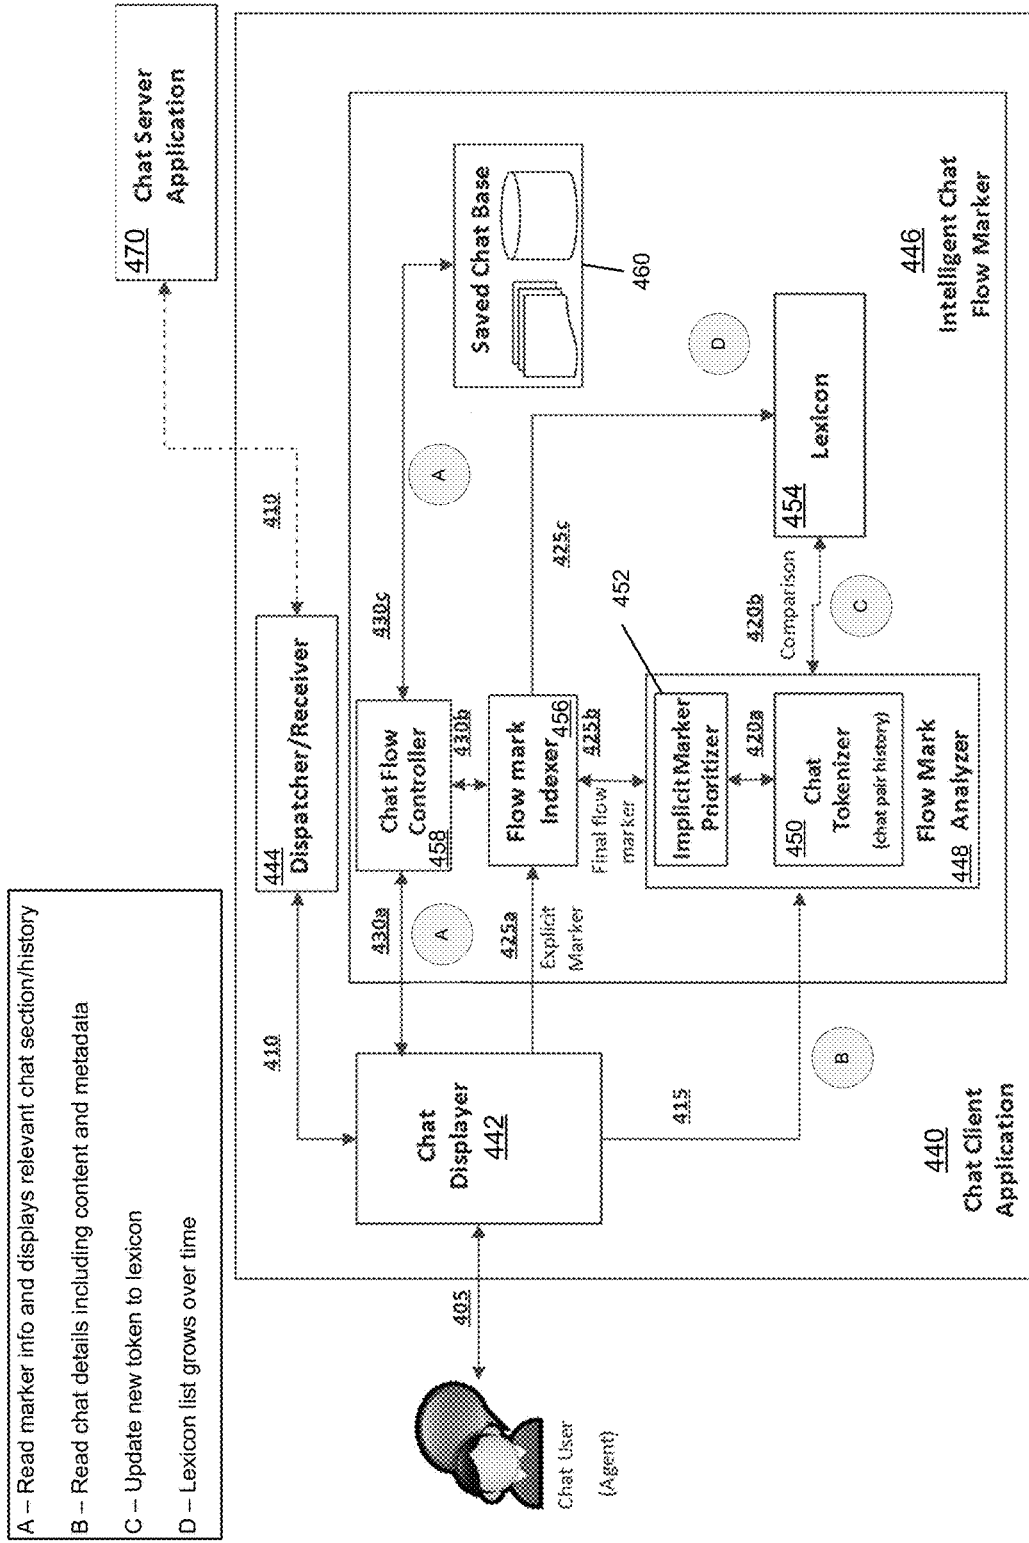 A – Read marker info and displays relevant chat section/history
B – Read chat details including content and metadata
C – Update new token to lexicon
D – Lexicon list grows over time
470 Chat Server
Application
410
410
444
Dispatcher/Receiver
405
Chat User
(Agent)
Chat
Displayer
442
430a
A
430c
A
Chat Flow
Controller
458
430b
Saved Chat Base
460
425a
Explicit
Marker
Flow mark
Indexer
456
425c
D
Final flow
marker
425b
452
415
B
Implicit Marker
Prioritizer
420a
450 Chat
Tokenizer
(chat pair history)
Flow Mark
448 Analyzer
420b
Comparison
C
454
Lexicon
446
Intelligent Chat
Flow Marker
440
Chat Client
Application